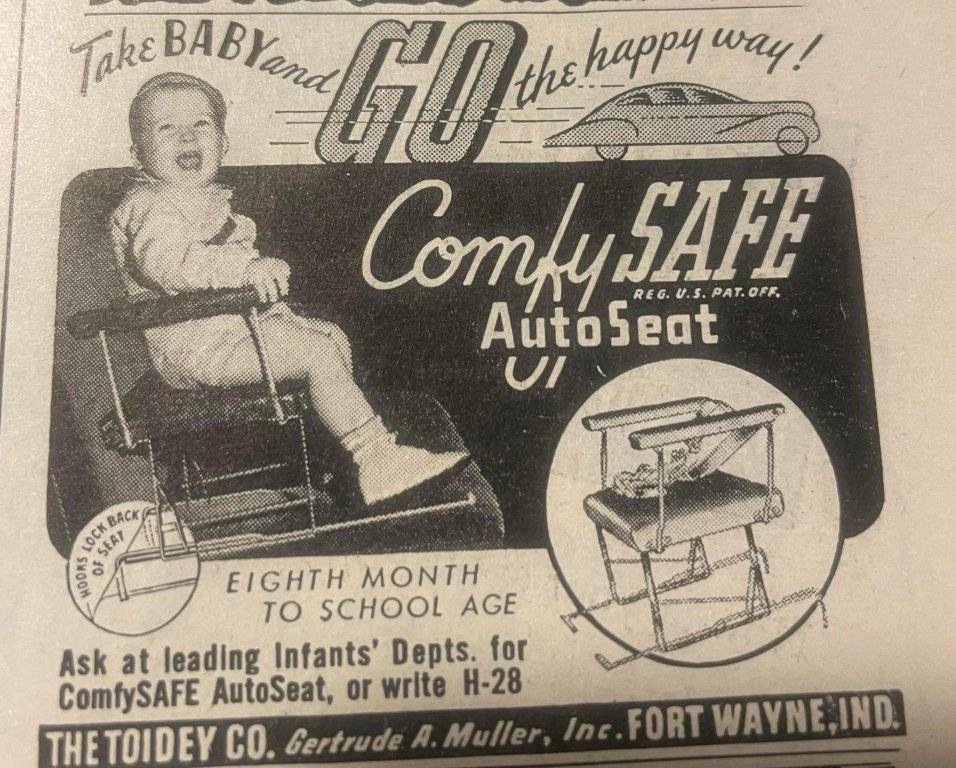 Take BABY and GO the happy way!
Comfy SAFE
REG. U.S. PAT. OFF.
AutoSeat
HOOKS LOCK BACK
OF SEAT
EIGHTH MONTH
TO SCHOOL AGE
Ask at leading Infants' Depts. for
ComfySAFE AutoSeat, or write H-28
THE TOIDEY CO. Gertrude A. Muller, Inc. FORT WAYNE, IND.